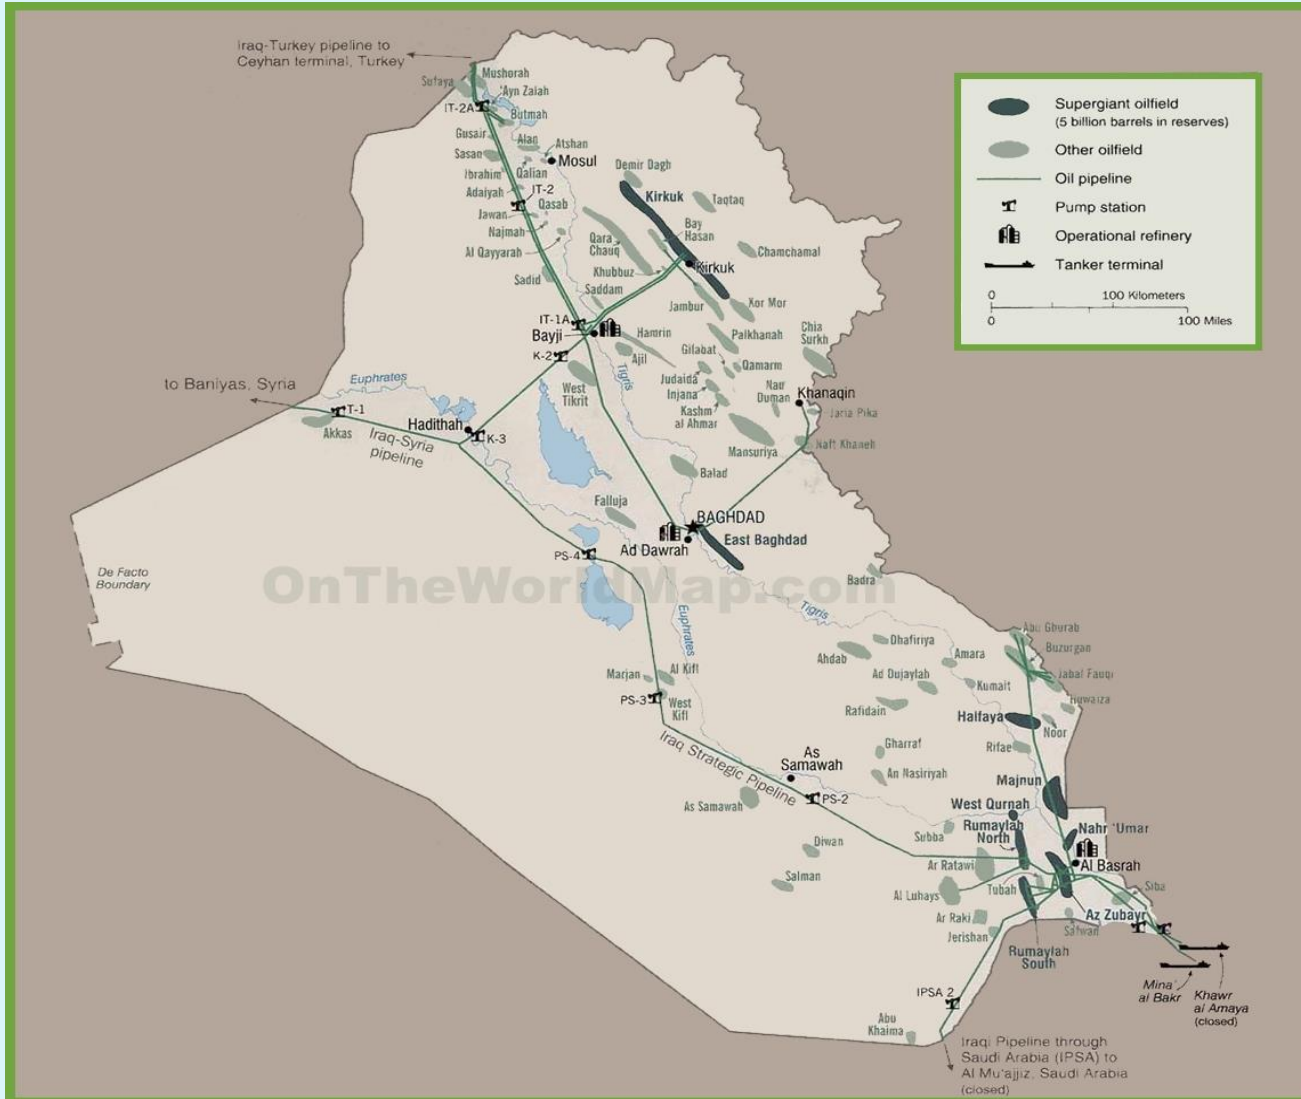 Iraq-Turkey pipeline to
Ceyhan terminal, Turkey
Sufaya
Mushorah
'Ayn Zalah
IT-2A
Butmah
Gusair
Alan
Atshan
Sasan
Mosul
Ibrahim
Qalian
Demir Dagh
Adaiyah
IT-2
Kirkuk
Taqtaq
Jawan
Qasab
Najmah
Bay
Hasan
Al Qayyarah
Qara
Chauq
Chamchamal
Sadid
Khubbuz
Kirkuk
Saddam
Jambur
Xor Mor
IT-1A
Bayji
Hamrin
Palkhanah
Chia
Surkh
K-2
Ajil
Gilabat
Qamarm
Euphrates
to Baniyas, Syria
West
Tikrit
Tigris
Judaida
Injana
Nau
Duman
Khanaqin
T-1
Kashm
al Ahmar
Jaria Pika
Akkas
Hadithah
K-3
Iraq-Syria
pipeline
Mansuriya
Naft Khaneh
Balad
Falluja
BAGHDAD
Ad Dawrah
East Baghdad
PS-4
De Facto
Boundary
OnTheWorldMap.com
Badra
Tigris
Euphrates
Abu Ghurab
Dhafiriya
Buzurgan
Ahdab
Amara
Marjan
Al Kifl
Ad Dujaylah
Jabal Fauqi
Kumait
PS-3
West
Kifl
Rafidain
Huwaiza
Halfaya
Noor
Iraq Strategic Pipeline
As
Samawah
Gharraf
Rifae
An Nasiriyah
Majnun
As Samawah
PS-2
West Qurnah
Subba
Rumaylah
North
Nahr 'Umar
Diwan
Ar Ratawi
Al Basrah
Salman
Al Luhays
Tubah
Siba
Ar Raki
Az Zubayr
Jerishan
Safwan
Rumaylah
South
IPSA 2
Mina'
al Bakr
Khawr
al Amaya
(closed)
Abu
Khaima
Iraqi Pipeline through
Saudi Arabia (IPSA) to
Al Mu'ajjiz, Saudi Arabia
(closed)
Supergiant oilfield
(5 billion barrels in reserves)
Other oilfield
Oil pipeline
Pump station
Operational refinery
Tanker terminal
0 100 Kilometers
0 100 Miles